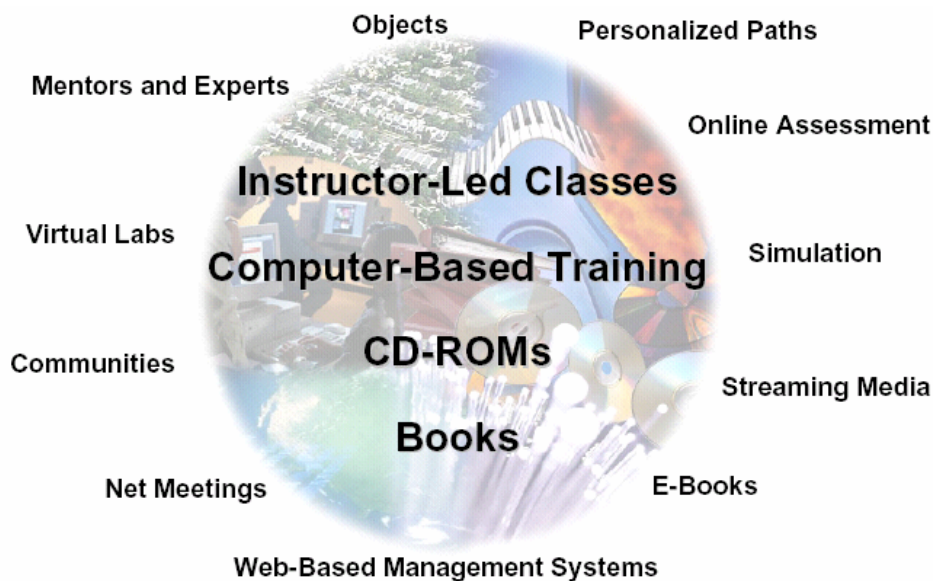 Objects
Personalized Paths
Mentors and Experts
Online Assessment
Instructor-Led Classes
Virtual Labs
Simulation
Computer-Based Training
CD-ROMs
Communities
Streaming Media
Books
Net Meetings
E-Books
Web-Based Management Systems